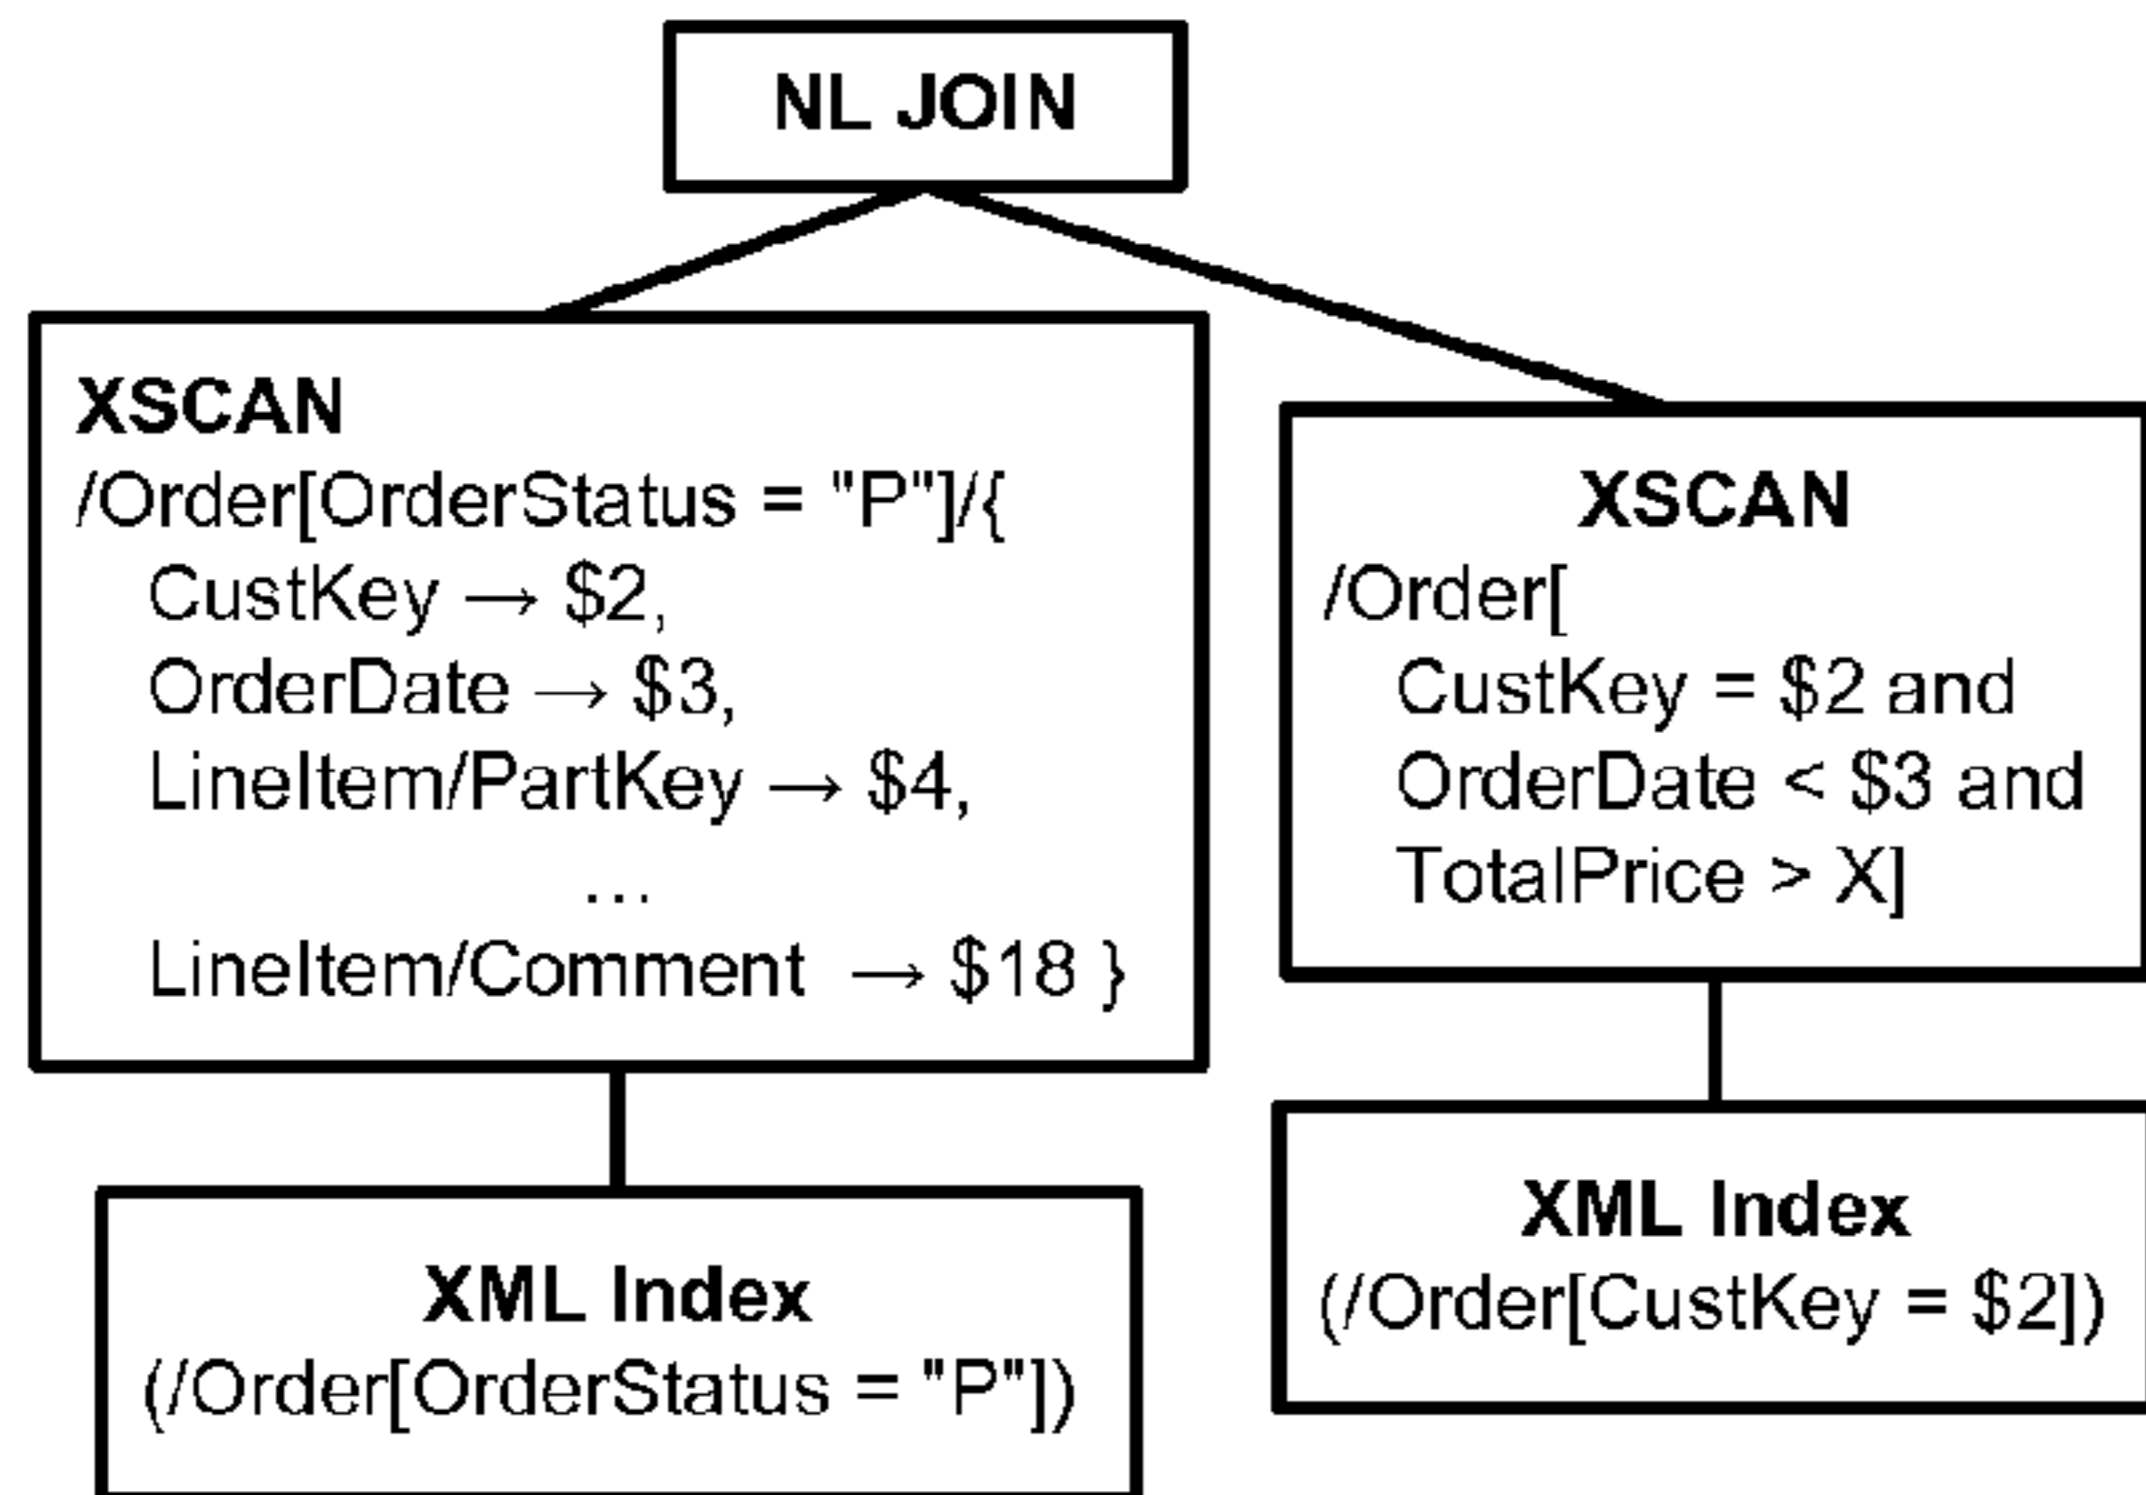 NL JOIN
XSCAN
/Order[OrderStatus = "P"]/{
CustKey → $2,
OrderDate → $3,
LineItem/PartKey → $4,
...
LineItem/Comment → $18 }
XML Index
(/Order[OrderStatus = "P"])
XSCAN
/Order[
CustKey = $2 and
OrderDate < $3 and
TotalPrice > X]
XML Index
(/Order[CustKey = $2])